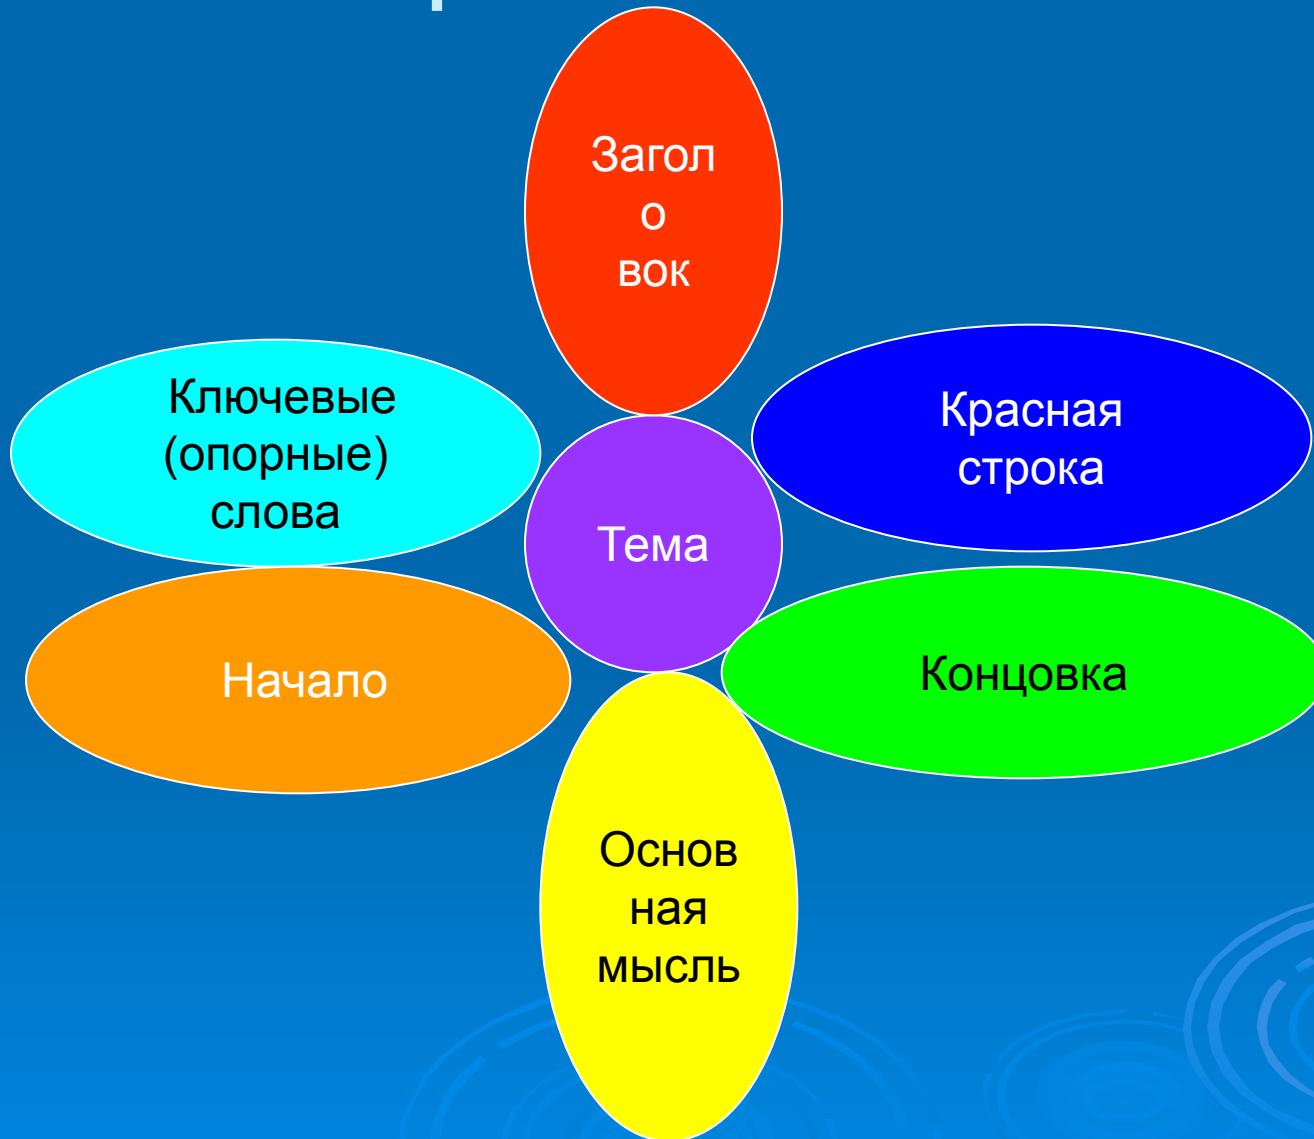 Загол
о
вок
Ключевые
(опорные)
слова
Красная
строка
Тема
Начало
Концовка
Основ
ная
мысль